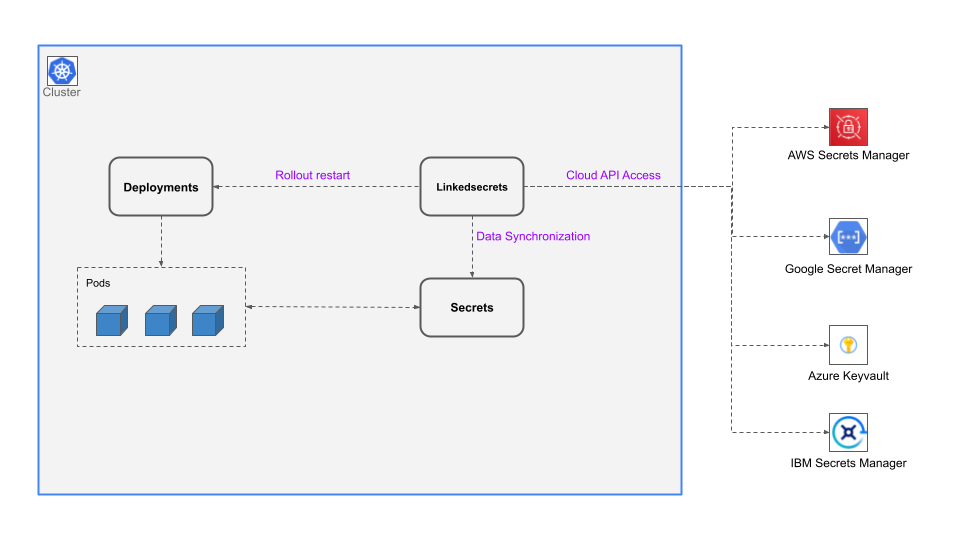 Cluster
AWS Secrets Manager
Deployments
Rollout restart
Linkedsecrets
Cloud API Access
Data Synchronization
Google Secret Manager
Pods
Secrets
Azure Keyvault
IBM Secrets Manager